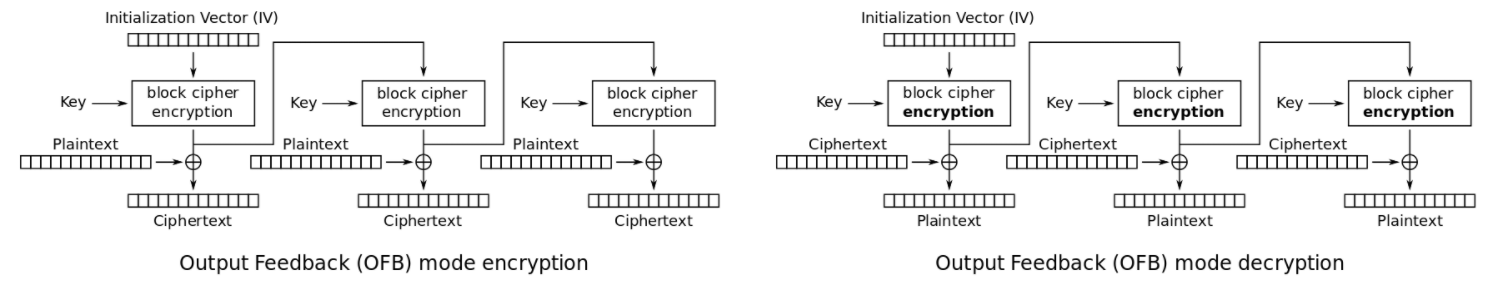 Initialization Vector (IV)
block cipher
encryption
Key
Plaintext
Ciphertext
block cipher
encryption
Key
Plaintext
Ciphertext
block cipher
encryption
Key
Plaintext
Ciphertext
Output Feedback (OFB) mode encryption
Initialization Vector (IV)
block cipher
encryption
Key
Ciphertext
Plaintext
block cipher
encryption
Key
Ciphertext
Plaintext
block cipher
encryption
Key
Ciphertext
Plaintext
Output Feedback (OFB) mode decryption